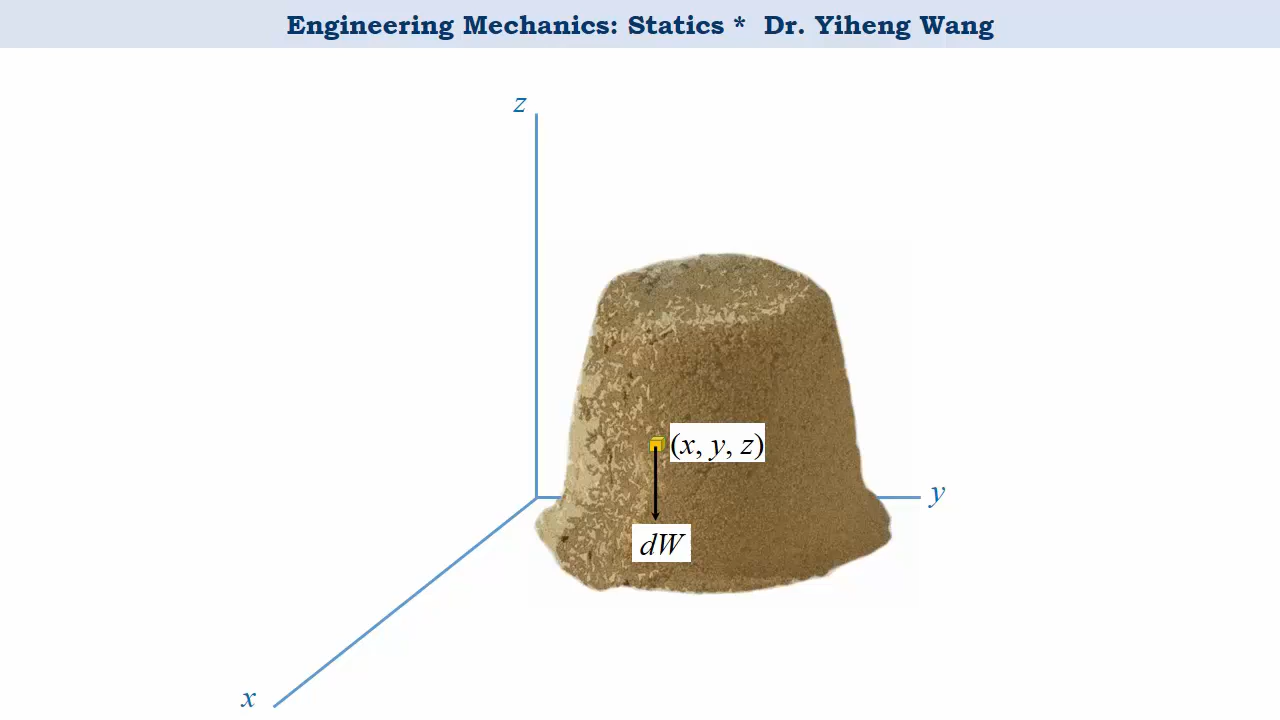 Engineering Mechanics: Statics * Dr. Yiheng Wang
z
(x, y, z)
y
dW
x